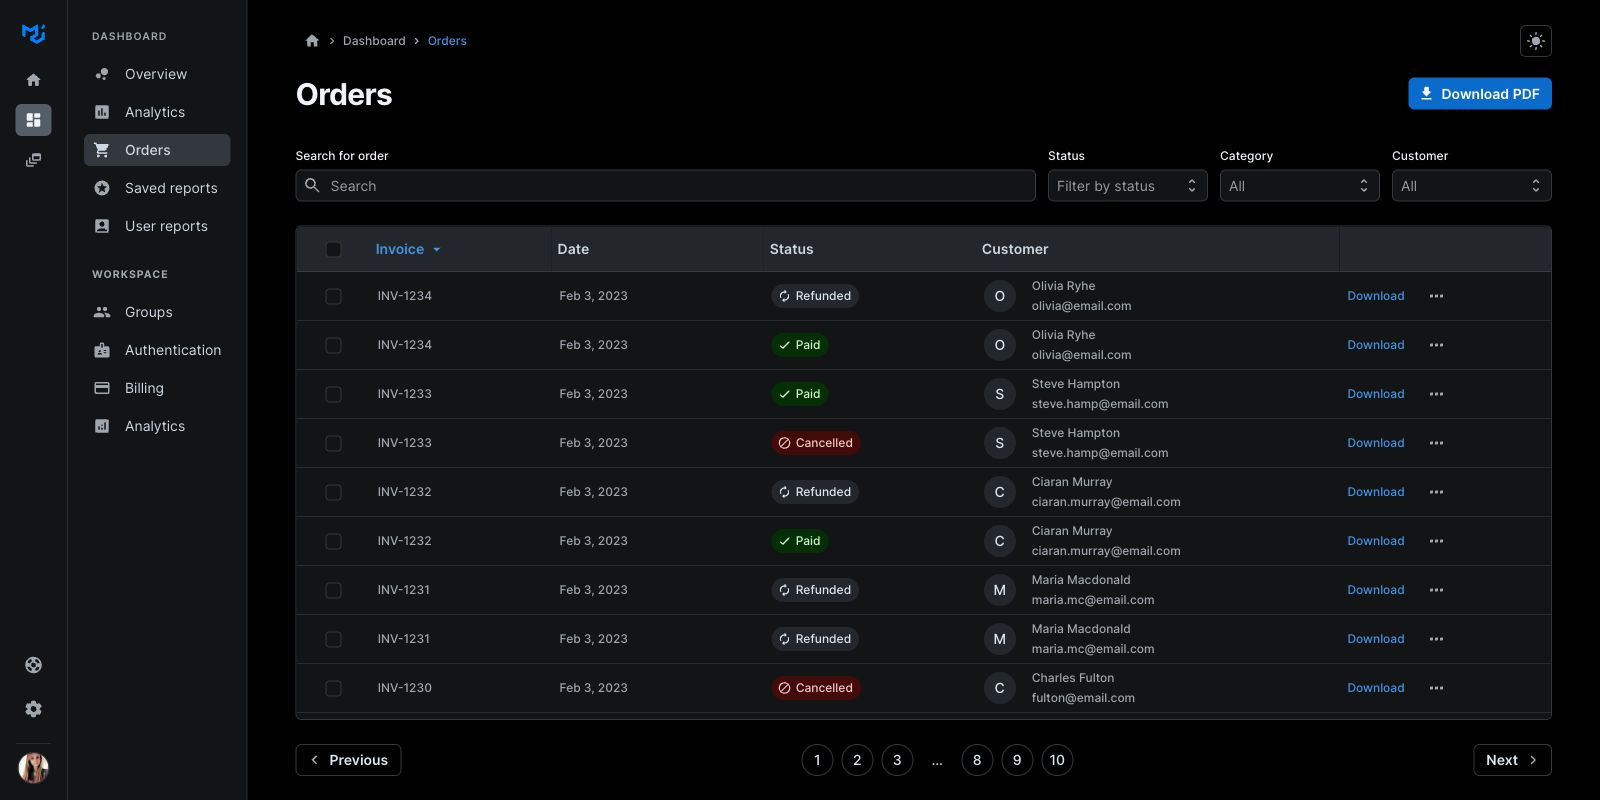 DASHBOARD
Overview
Analytics
Orders
Saved reports
User reports
WORKSPACE
Groups
Authentication
Billing
Analytics
Dashboard › Orders
Orders
Download PDF
Search for order
Search
Status
Filter by status
Category
All
Customer
All
Invoice Date Status Customer
INV-1234 Feb 3, 2023 Refunded O Olivia Ryhe Download
olivia@email.com
INV-1234 Feb 3, 2023 Paid O Olivia Ryhe Download
olivia@email.com
INV-1233 Feb 3, 2023 Paid S Steve Hampton Download
steve.hamp@email.com
INV-1233 Feb 3, 2023 Cancelled S Steve Hampton Download
steve.hamp@email.com
INV-1232 Feb 3, 2023 Refunded C Ciaran Murray Download
ciaran.murray@email.com
INV-1232 Feb 3, 2023 Paid C Ciaran Murray Download
ciaran.murray@email.com
INV-1231 Feb 3, 2023 Refunded M Maria Macdonald Download
maria.mc@email.com
INV-1231 Feb 3, 2023 Refunded M Maria Macdonald Download
maria.mc@email.com
INV-1230 Feb 3, 2023 Cancelled C Charles Fulton Download
fulton@email.com
Previous 1 2 3 ... 8 9 10 Next